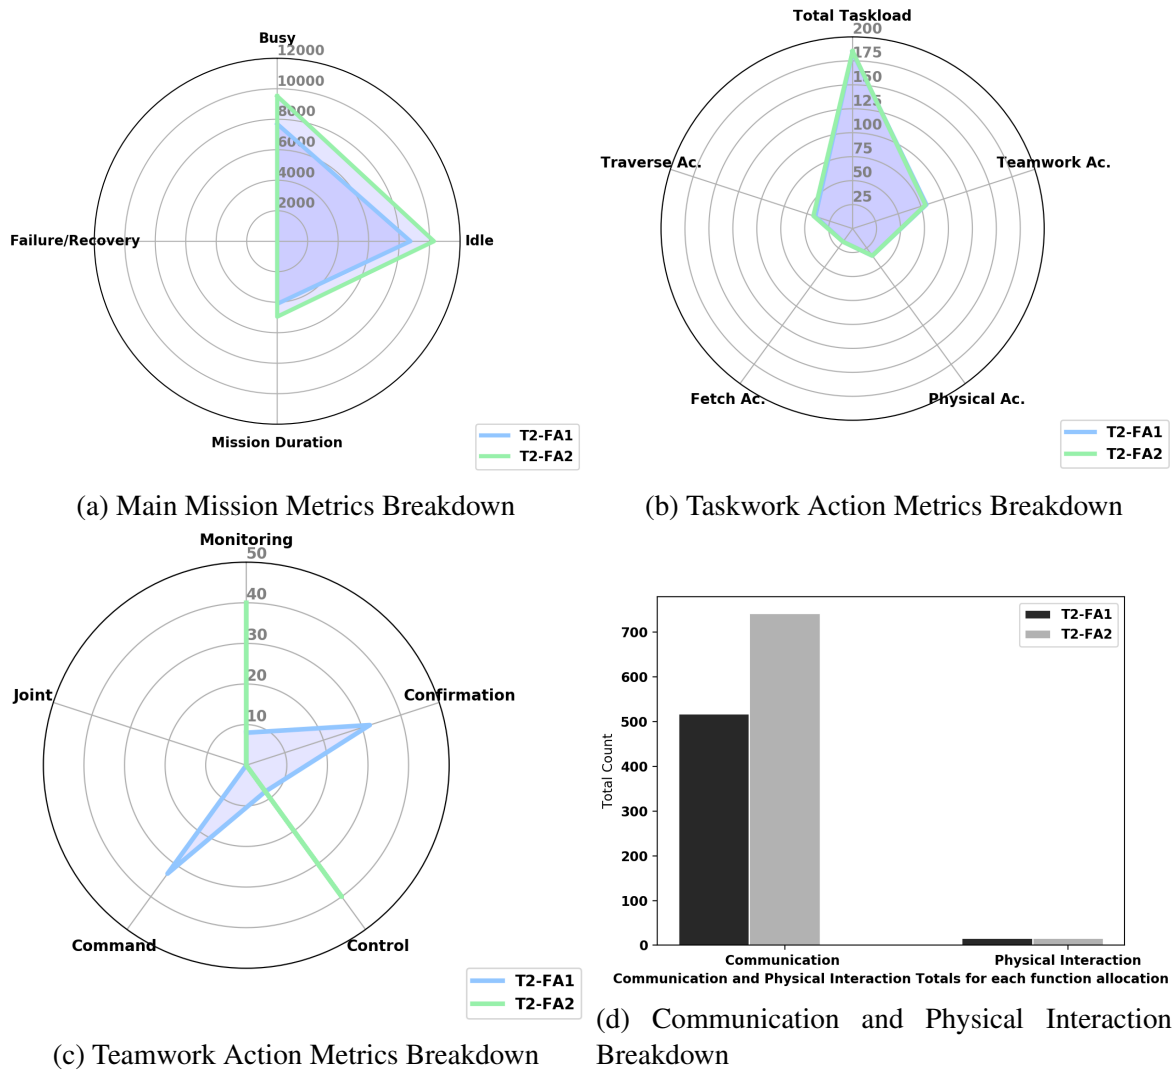 Busy
12000
10000
8000
6000
4000
2000
Failure/Recovery
Idle
Mission Duration
T2-FA1
T2-FA2
(a) Main Mission Metrics Breakdown
Total Taskload
200
175
150
125
100
75
50
25
Traverse Ac.
Teamwork Ac.
Fetch Ac.
Physical Ac.
T2-FA1
T2-FA2
(b) Taskwork Action Metrics Breakdown
Monitoring
50
40
30
20
10
Joint
Confirmation
Command
Control
T2-FA1
T2-FA2
(c) Teamwork Action Metrics Breakdown
T2-FA1
T2-FA2
700
600
500
400
300
200
100
0
Total Count
Communication
Physical Interaction
Communication and Physical Interaction Totals for each function allocation
(d) Communication and Physical Interaction
Breakdown